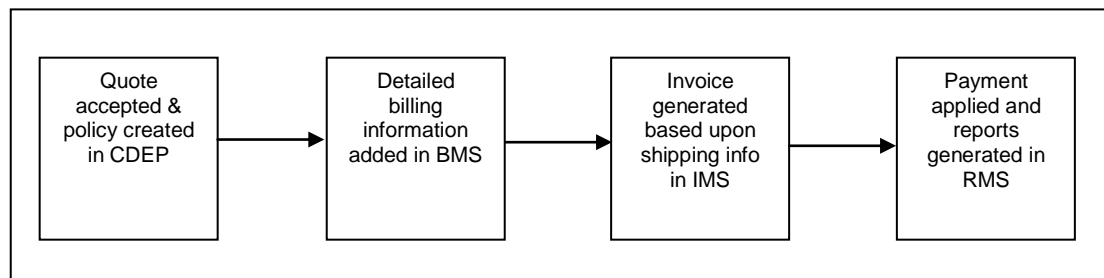 Quote
accepted &
policy created
in CDEP
Detailed
billing
information
added in BMS
Invoice
generated
based upon
shipping info
in IMS
Payment
applied and
reports
generated in
RMS